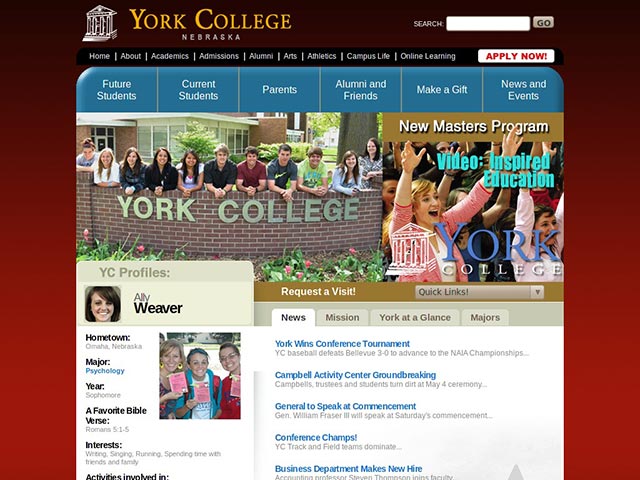 YORK COLLEGE
NEBRASKA
SEARCH:
GO
Home | About | Academics | Admissions | Alumni | Arts | Athletics | Campus Life | Online Learning
APPLY NOW!
Future Students
Current Students
Parents
Alumni and Friends
Make a Gift
News and Events
YORK COLLEGE
New Masters Program
Video: Inspired
Education
YORK
COLLEGE
YC Profiles:
Ally
Weaver
Request a Visit!
Quick Links!
News
Mission
York at a Glance
Majors
Hometown:
Omaha, Nebraska
Major:
Psychology
Year:
Sophomore
A Favorite Bible
Verse:
Romans 5:1-5
Interests:
Writing, Singing, Running, Spending time with
friends and family
Activities involved in:
York Wins Conference Tournament
YC baseball defeats Bellevue 3-0 to advance to the NAIA Championships...
Campbell Activity Center Groundbreaking
Campbells, trustees and students turn dirt at May 4 ceremony...
General to Speak at Commencement
Gen. William Fraser III will speak at Saturday's commencement...
Conference Champs!
YC Track and Field teams dominate...
Business Department Makes New Hire
Accounting professor Steven Thompson joins faculty